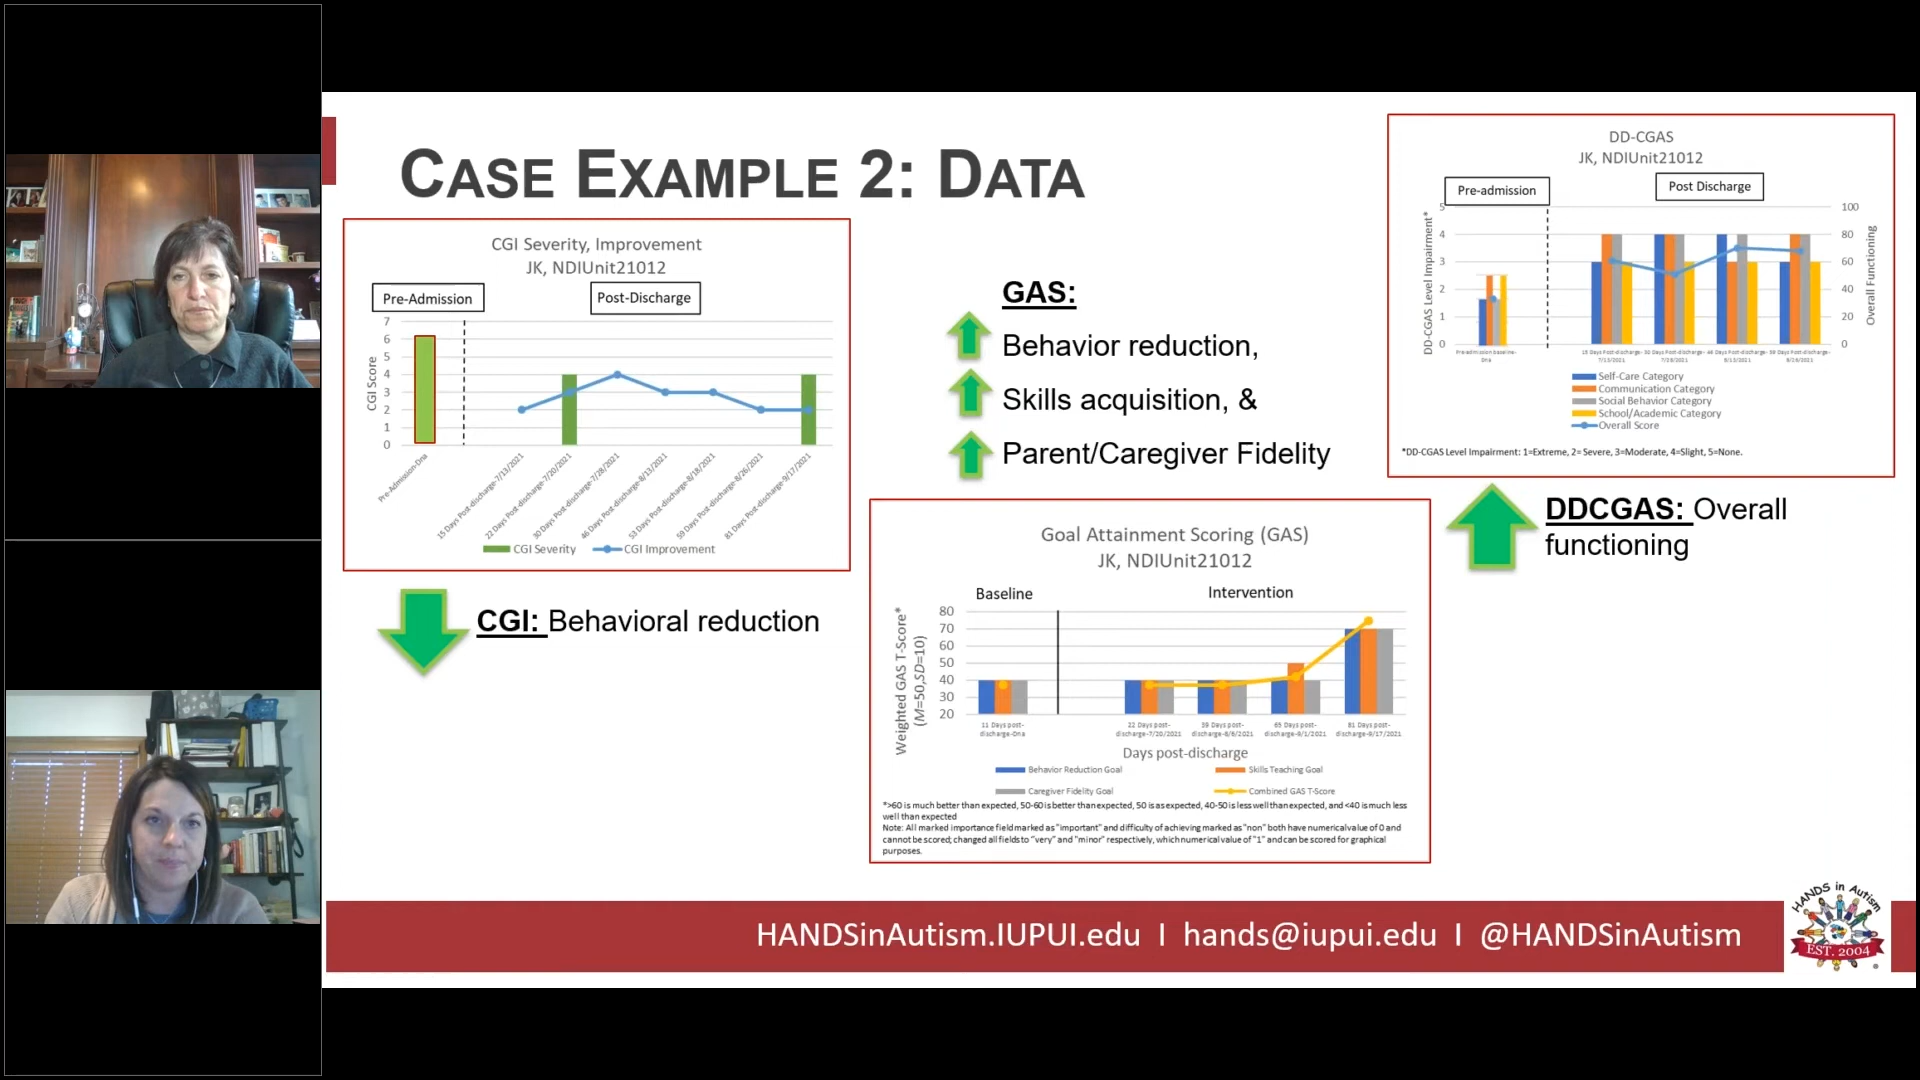 CASE EXAMPLE 2: DATA
CGI Severity, Improvement
JK, NDIUnit21012
Pre-Admission
Post-Discharge
CGI Score
7
6
5
4
3
2
1
0
Pre-Admission-Dna
15 Days Post-discharge-7/13/2021
22 Days Post-discharge-7/20/2021
30 Days Post-discharge-7/28/2021
46 Days Post-discharge-8/13/2021
53 Days Post-discharge-8/18/2021
59 Days Post-discharge-8/26/2021
81 Days Post-discharge-9/17/2021
CGI Severity
CGI Improvement
CGI: Behavioral reduction
GAS:
Behavior reduction,
Skills acquisition, &
Parent/Caregiver Fidelity
Goal Attainment Scoring (GAS)
JK, NDIUnit21012
Baseline
Intervention
Weighted GAS T-Score*
(M=50,SD=10)
80
70
60
50
40
30
20
11 Days post-
discharge-Dna
22 Days post-
discharge-7/20/2021
39 Days post-
discharge-8/6/2021
65 Days post-
discharge-9/1/2021
81 Days post-
discharge-9/17/2021
Days post-discharge
Behavior Reduction Goal
Skills Teaching Goal
Caregiver Fidelity Goal
Combined GAS T-Score
*>60 is much better than expected, 50-60 is better than expected, 50 is as expected, 40-50 is less well than expected, and <40 is much less
well than expected
Note: All marked importance field marked as "important" and difficulty of achieving marked as "non" both have numerical value of 0 and
cannot be scored; changed all fields to "very" and "minor" respectively, which numerical value of "1" and can be scored for graphical
purposes.
DD-CGAS
JK, NDIUnit21012
Pre-admission
Post Discharge
DD-CGAS Level Impairment*
5
4
3
2
1
0
100
80
60
40
20
0
Overall Functioning
Pre-admission baseline-
Dna
15 Days Post-discharge-
7/13/2021
30 Days Post-discharge-
7/28/2021
46 Days Post-discharge-
8/13/2021
59 Days Post-discharge-
8/26/2021
Self-Care Category
Communication Category
Social Behavior Category
School/Academic Category
Overall Score
*DD-CGAS Level Impairment: 1=Extreme, 2= Severe, 3=Moderate, 4=Slight, 5=None.
DDCGAS: Overall
functioning
HANDSinAutism.IUPUI.edu I hands@iupui.edu I @HANDSinAutism
HANDS in Autism
EST. 2004
®